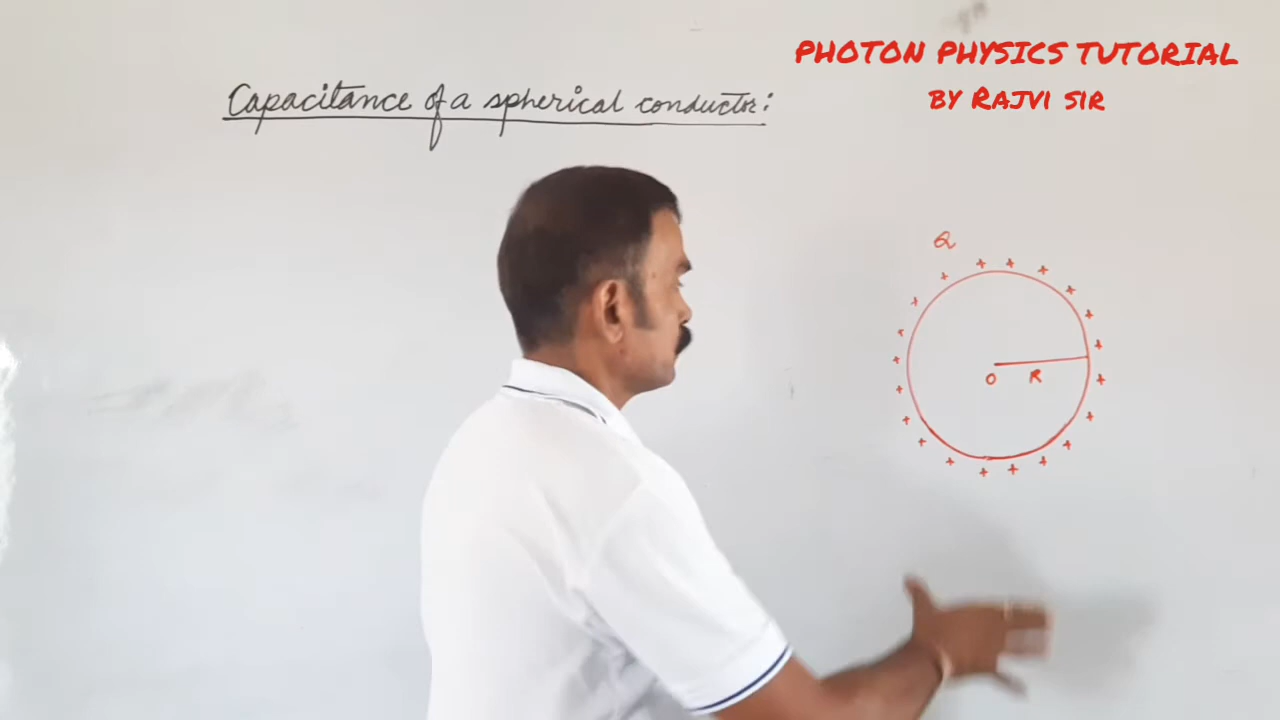 PHOTON PHYSICS TUTORIAL
BY RAJVI SIR
Capacitance of a spherical conductor:
Q
+ + + + + + + + + + + + + + + + + + + + + +
O R